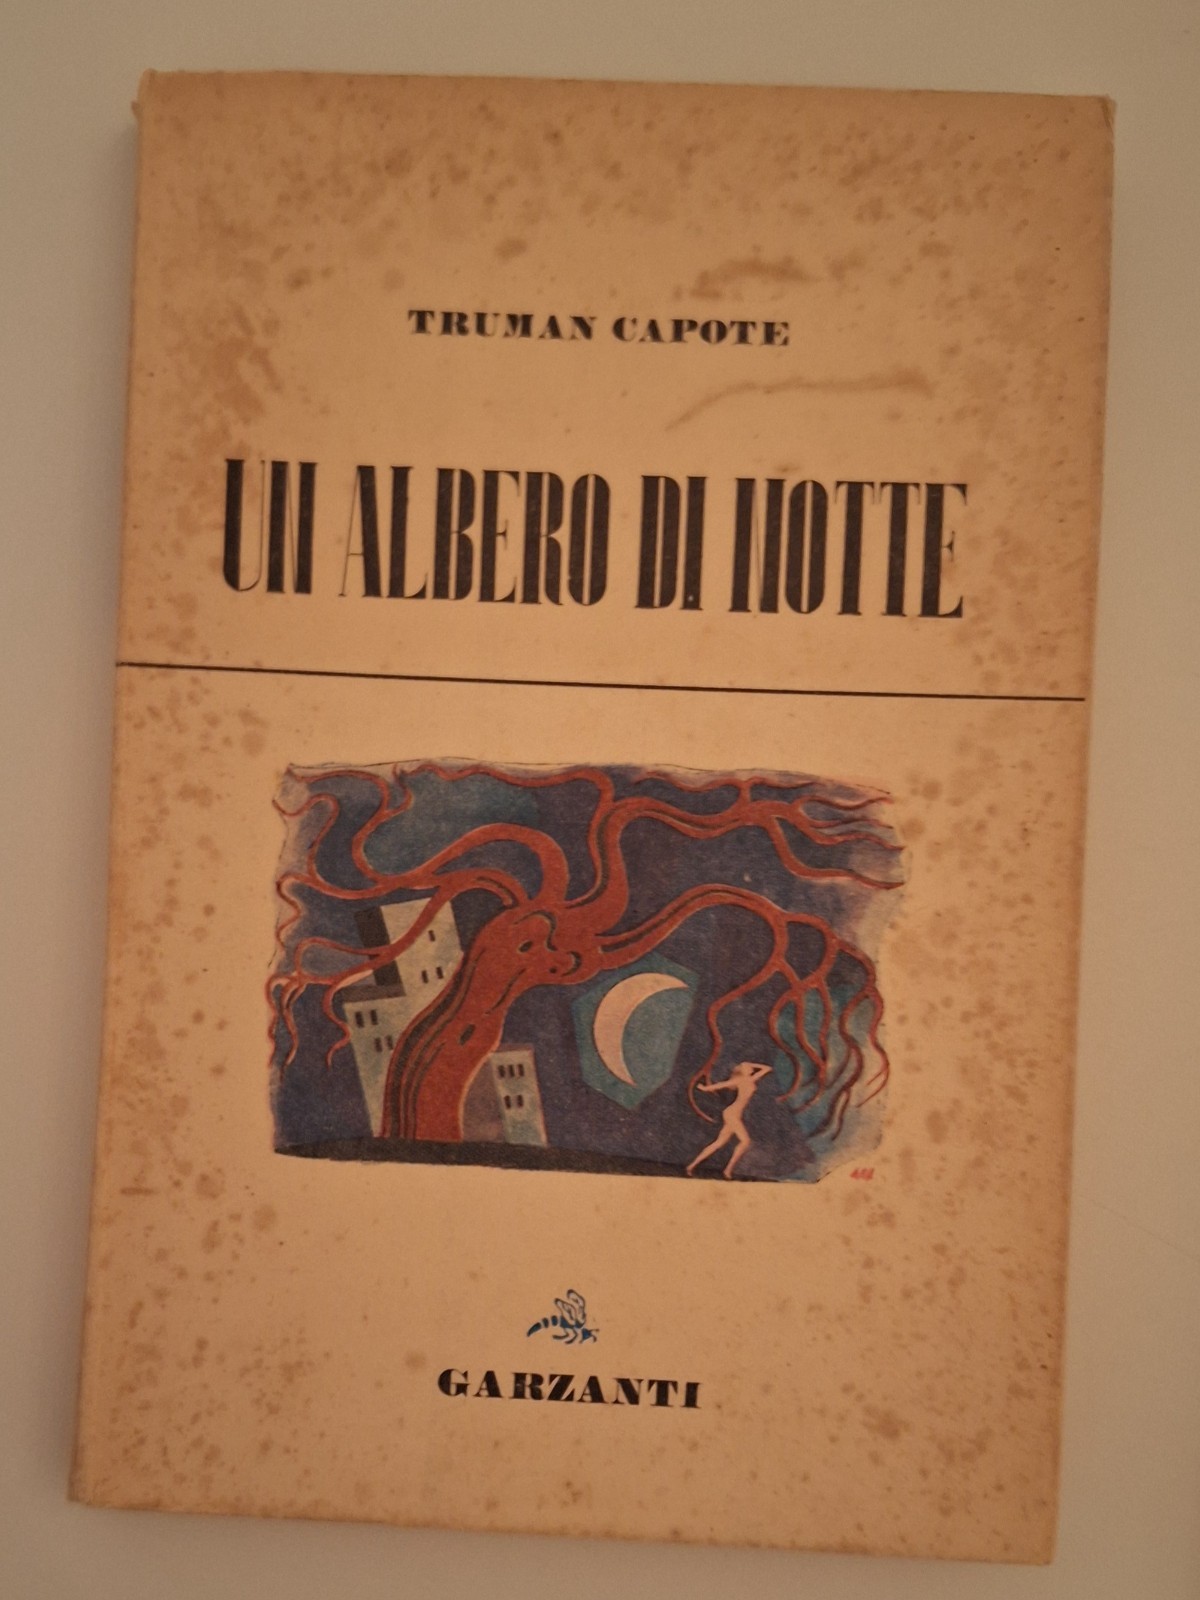 TRUMAN CAPOTE
UN ALBERO DI NOTTE
GARZANTI